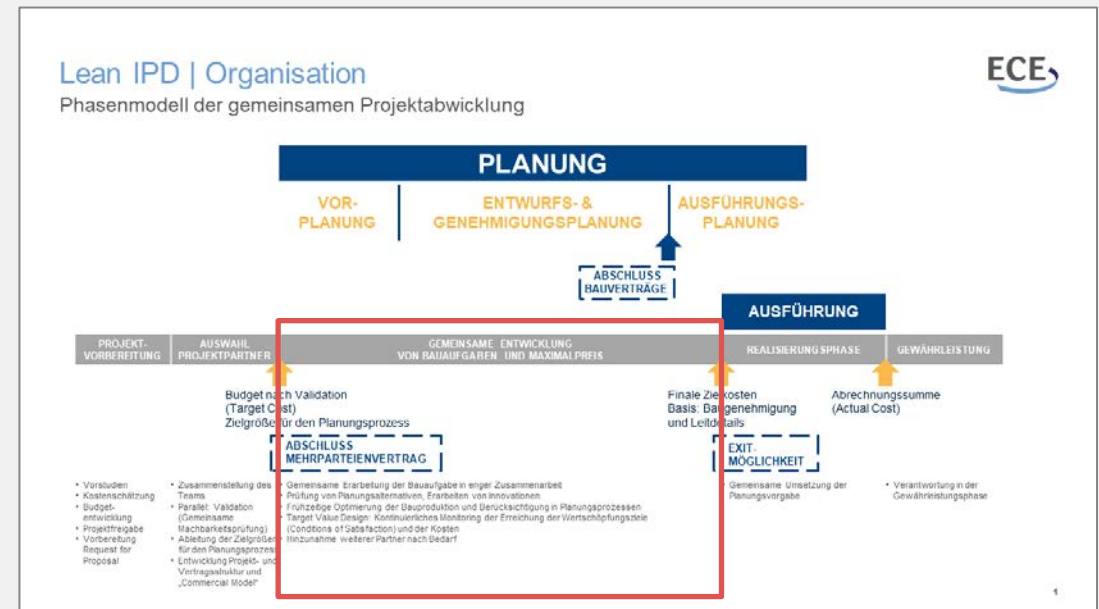 Lean IPD | Organisation
ECE
Phasenmodell der gemeinsamen Projektabwicklung
PLANUNG
VOR-
PLANUNG
ENTWURFS- &
GENEHMIGUNGSPLANUNG
AUSFÜHRUNGS-
PLANUNG
ABSCHLUSS
BAUVERTRÄGE
AUSFÜHRUNG
PROJEKT-
VORBEREITUNG
AUSWAHL
PROJEKTPARTNER
GEMEINSAME ENTWICKLUNG
VON BAUAUFGABEN UND MAXIMALPREIS
REALISIERUNGSPHASE
GEWÄHRLEISTUNG
Budget nach Validation
(Target Cost)
Zielgröße für den Planungsprozess
Finale Zielkosten
Basis: Baugenehmigung
und Leitdetails
Abrechnungssumme
(Actual Cost)
ABSCHLUSS
MEHRPARTEIENVERTRAG
EXIT-
MÖGLICHKEIT
• Vorstudien
• Kostenschätzung
• Budget-
entwicklung
• Projektfreigabe
• Vorbereitung
Request for
Proposal
• Zusammenstellung des
Teams
• Parallel: Validation
(Gemeinsame
Machbarkeitsprüfung)
• Ableitung der Zielgrößen
für den Planungsprozess
• Entwicklung Projekt- und
Vertragsstruktur und
„Commercial Model“
• Gemeinsame Erarbeitung der Bauaufgabe in enger Zusammenarbeit
• Prüfung von Planungsalternativen, Erarbeiten von Innovationen
• Frühzeitige Optimierung der Bauproduktion und Berücksichtigung in Planungsprozessen
• Target Value Design: Kontinuierliches Monitoring der Erreichung der Wertschöpfungsziele
(Conditions of Satisfaction) und der Kosten
• Hinzunahme weiterer Partner nach Bedarf
• Gemeinsame Umsetzung der
Planungsvorgabe
• Verantwortung in der
Gewährleistungsphase